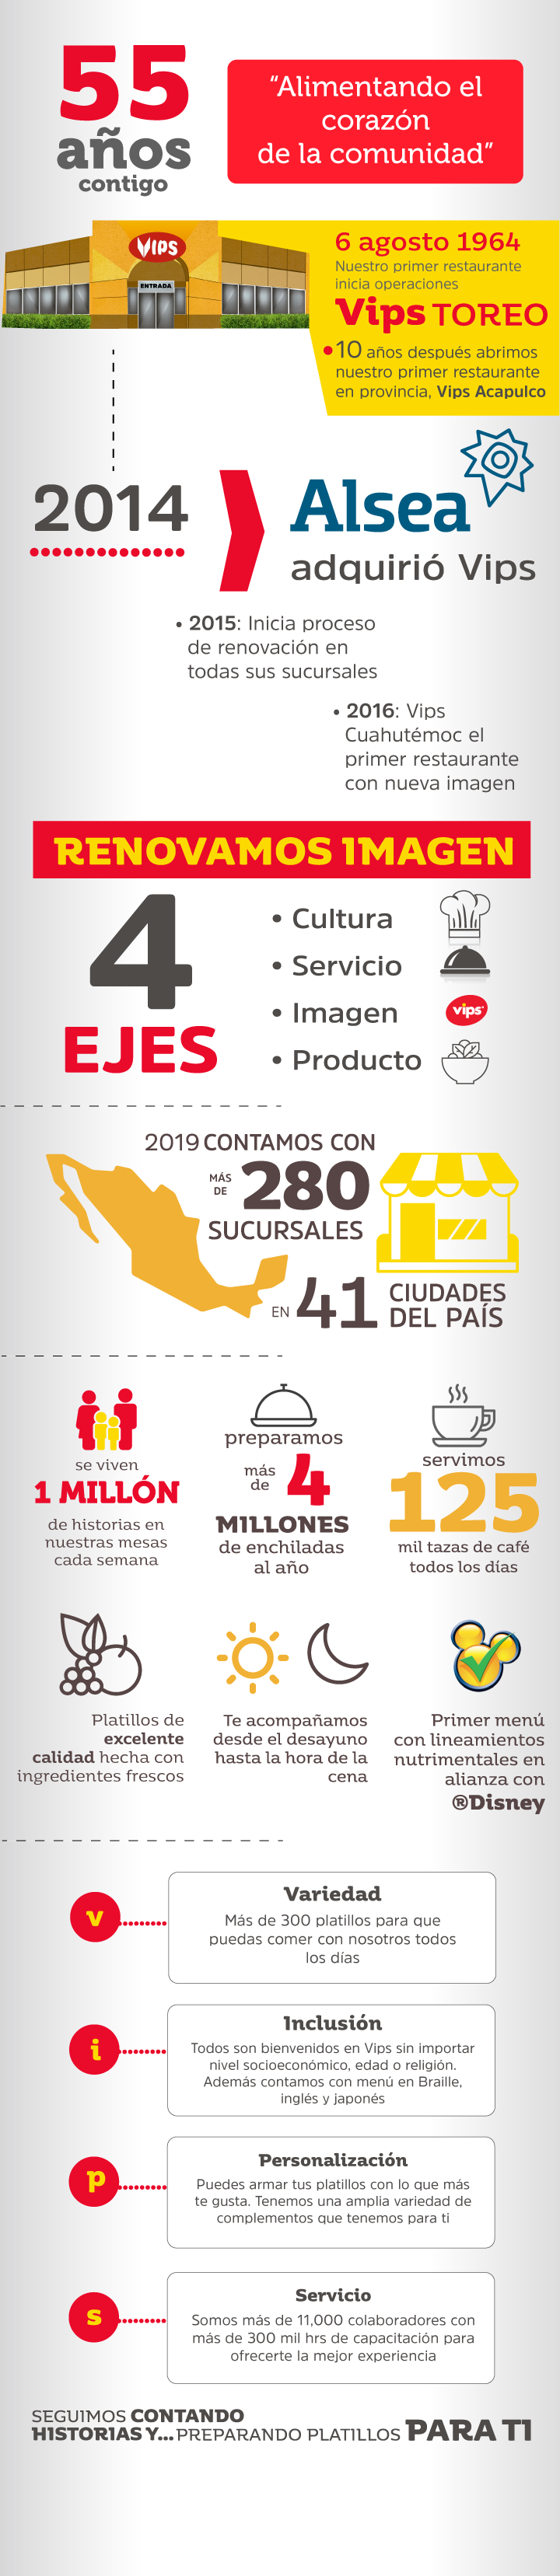 55
años
contigo
“Alimentando el
corazón
de la comunidad”
VIPS
ENTRADA
6 agosto 1964
Nuestro primer restaurante
inicia operaciones
Vips TOREO
•10 años después abrimos
nuestro primer restaurante
en provincia, Vips Acapulco
2014
Alsea
adquirió Vips
• 2015: Inicia proceso
de renovación en
todas sus sucursales
• 2016: Vips
Cuahutémoc el
primer restaurante
con nueva imagen
RENOVAMOS IMAGEN
4
EJES
• Cultura
• Servicio
• Imagen
vips
• Producto
2019 CONTAMOS CON
MÁS
DE
280
SUCURSALES
EN 41
CIUDADES
DEL PAÍS
se viven
1 MILLÓN
de historias en
nuestras mesas
cada semana
preparamos
más
de
4
MILLONES
de enchiladas
al año
servimos
125
mil tazas de café
todos los días
Platillos de
excelente
calidad hecha con
ingredientes frescos
Te acompañamos
desde el desayuno
hasta la hora de la
cena
Primer menú
con lineamientos
nutrimentales en
alianza con
®Disney
v
Variedad
Más de 300 platillos para que
puedas comer con nosotros todos
los días
i
Inclusión
Todos son bienvenidos en Vips sin importar
nivel socioeconómico, edad o religión.
Además contamos con menú en Braille,
inglés y japonés
p
Personalización
Puedes armar tus platillos con lo que más
te gusta. Tenemos una amplia variedad de
complementos que tenemos para ti
s
Servicio
Somos más de 11,000 colaboradores con
más de 300 mil hrs de capacitación para
ofrecerte la mejor experiencia
SEGUIMOS CONTANDO
HISTORIAS Y... PREPARANDO PLATILLOS PARA TI